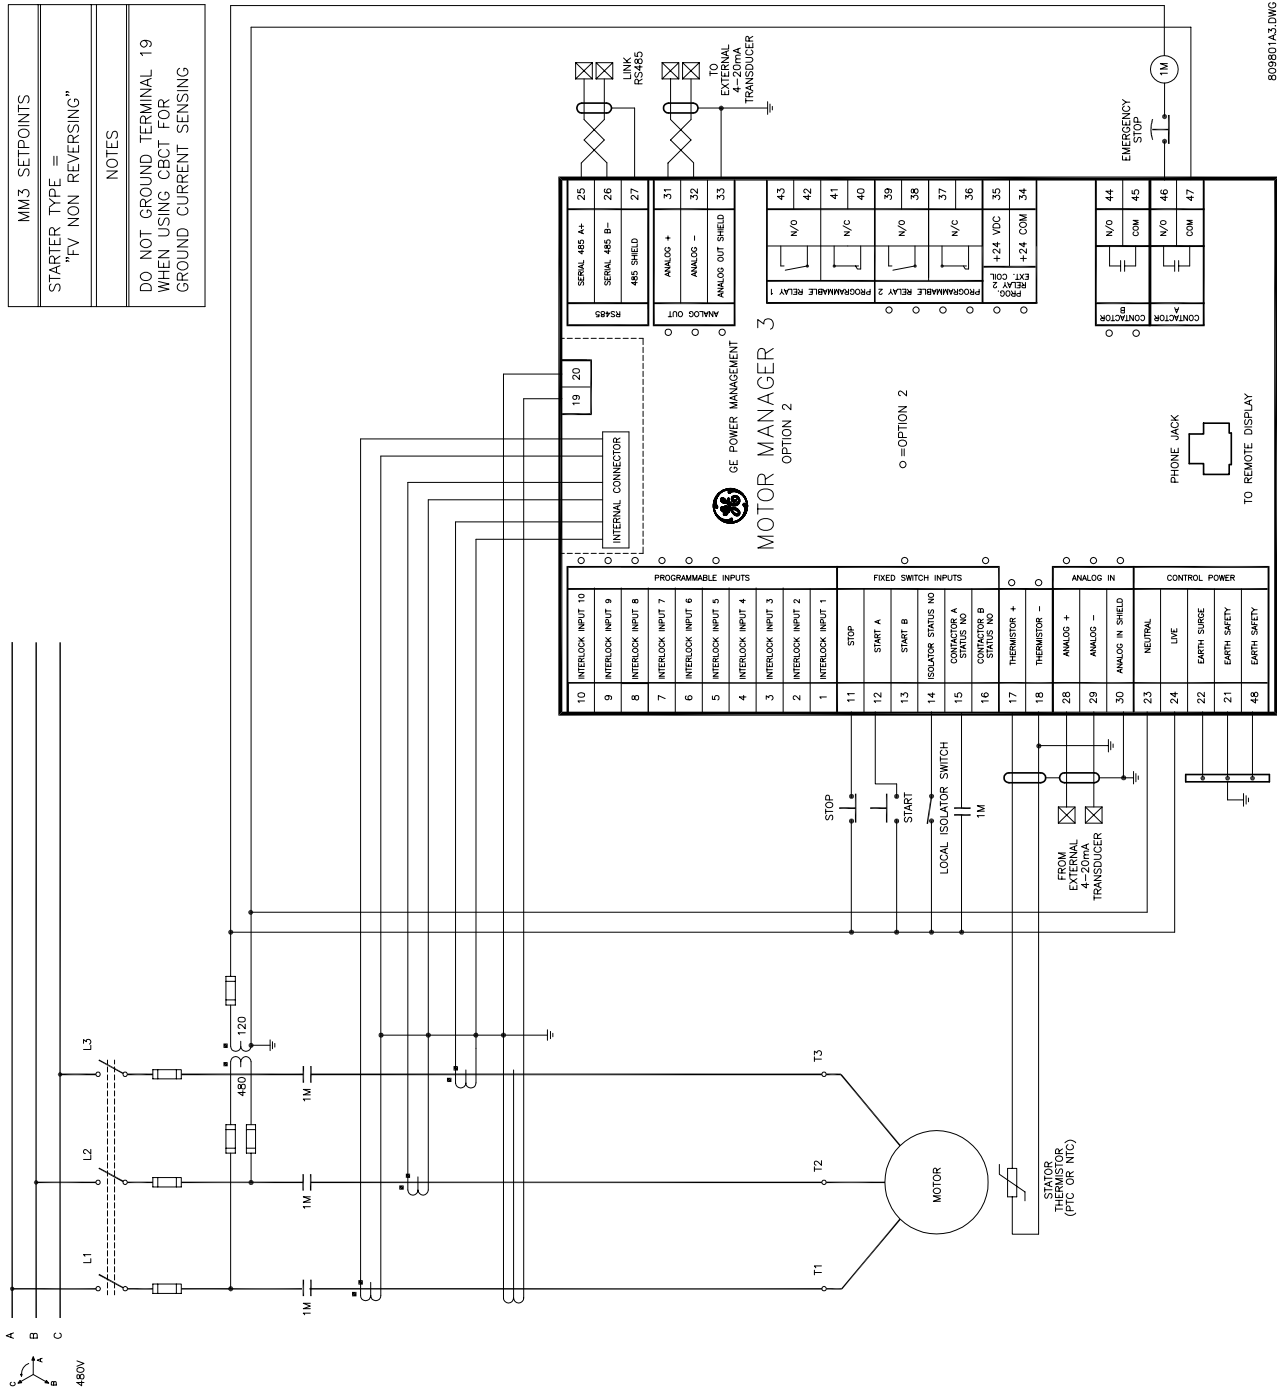 MM3 SETPOINTS
STARTER TYPE =
"FV NON REVERSING"
NOTES
DO NOT GROUND TERMINAL 19
WHEN USING CBCT FOR
GROUND CURRENT SENSING
809801A3.DWG
LINK
RS485
TO
EXTERNAL
4-20mA
TRANSDUCER
EMERGENCY
STOP
1M
25
26
27
31
32
33
43
42
41
40
39
38
37
36
35
34
44
45
46
47
SERIAL 485 A+
SERIAL 485 B-
485 SHIELD
RS485
ANALOG +
ANALOG -
ANALOG OUT SHIELD
ANALOG OUT
N/O
N/C
PROGRAMMABLE RELAY 1
N/O
N/C
PROGRAMMABLE RELAY 2
+24 VDC
+24 COM
PROG.
RELAY 2
EXT. COIL
N/O
COM
CONTACTOR
B
N/O
COM
CONTACTOR
A
20
19
INTERNAL CONNECTOR
GE POWER MANAGEMENT
MOTOR MANAGER 3
OPTION 2
=OPTION 2
PHONE JACK
TO REMOTE DISPLAY
PROGRAMMABLE INPUTS
FIXED SWITCH INPUTS
ANALOG IN
CONTROL POWER
INTERLOCK INPUT 10
INTERLOCK INPUT 9
INTERLOCK INPUT 8
INTERLOCK INPUT 7
INTERLOCK INPUT 6
INTERLOCK INPUT 5
INTERLOCK INPUT 4
INTERLOCK INPUT 3
INTERLOCK INPUT 2
INTERLOCK INPUT 1
STOP
START A
START B
ISOLATOR STATUS NO
CONTACTOR A
STATUS NO
CONTACTOR B
STATUS NO
THERMISTOR +
THERMISTOR -
ANALOG +
ANALOG -
ANALOG IN SHIELD
NEUTRAL
LIVE
EARTH SURGE
EARTH SAFETY
EARTH SAFETY
10
9
8
7
6
5
4
3
2
1
11
12
13
14
15
16
17
18
28
29
30
23
24
22
21
48
STOP
START
LOCAL ISOLATOR SWITCH
1M
FROM
EXTERNAL
4-20mA
TRANSDUCER
L3
L2
L1
120
480
1M
1M
1M
T3
T2
T1
MOTOR
STATOR
THERMISTOR
(PTC OR NTC)
A
B
C
C
A
B
480V